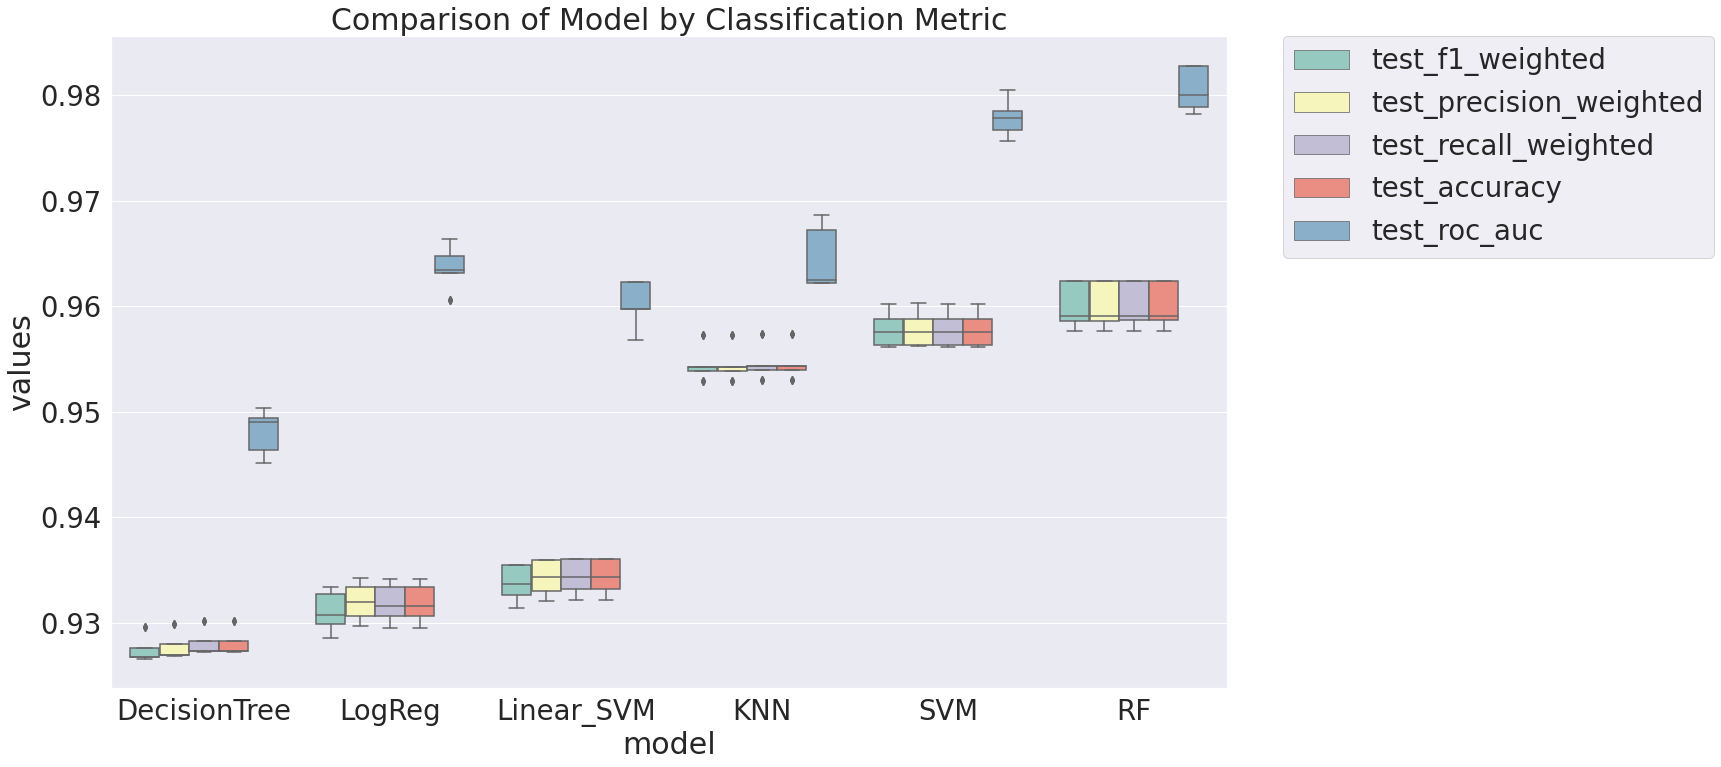 Comparison of Model by Classification Metric
values
0.98
0.97
0.96
0.95
0.94
0.93
DecisionTree
LogReg
Linear_SVM
KNN
SVM
RF
model
test_f1_weighted
test_precision_weighted
test_recall_weighted
test_accuracy
test_roc_auc